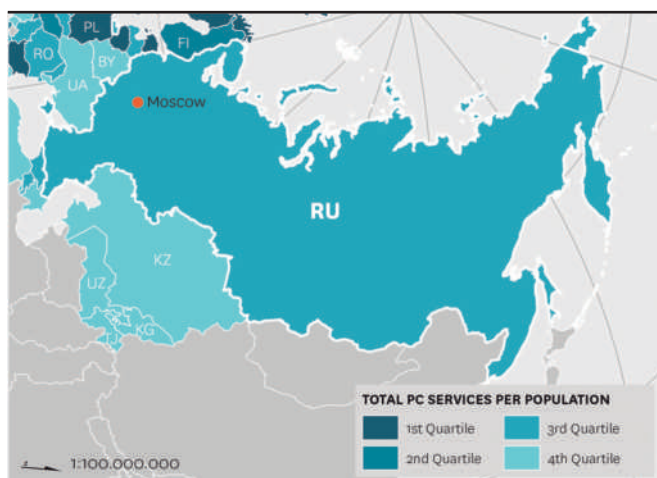 PL
FI
RO
BY
UA
Moscow
RU
KZ
UZ
KG
TJ
TOTAL PC SERVICES PER POPULATION
1st Quartile
3rd Quartile
2nd Quartile
4th Quartile
1:100.000.000